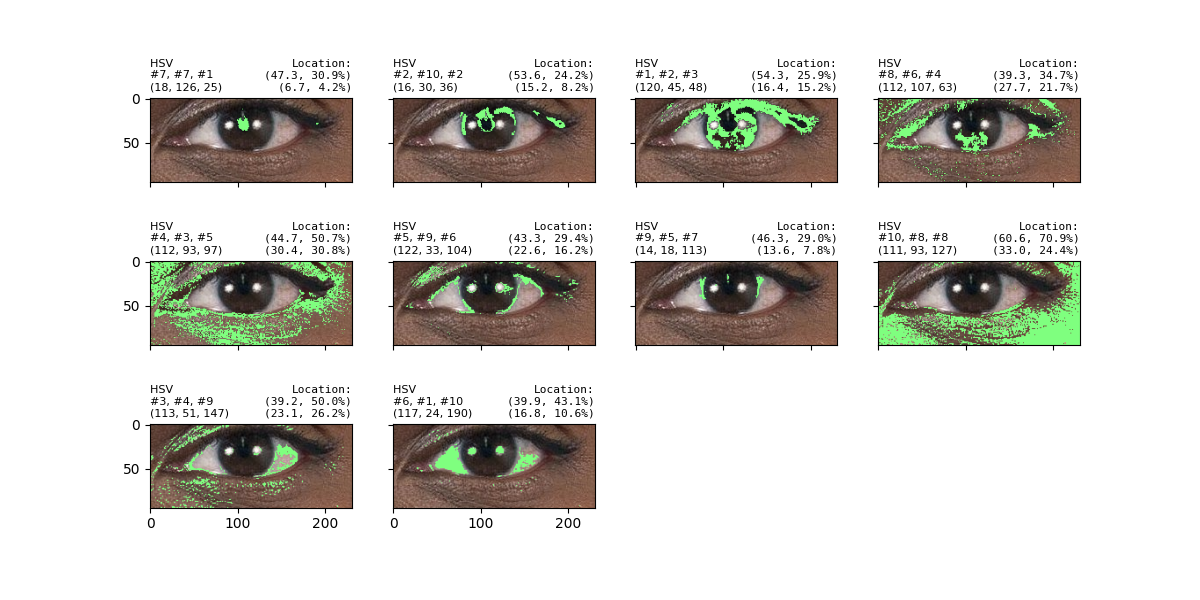 HSV Location:
#7, #7, #1 (47.3, 30.9%)
(18, 126, 25) (6.7, 4.2%)
HSV Location:
#2, #10, #2 (53.6, 24.2%)
(16, 30, 36) (15.2, 8.2%)
HSV Location:
#1, #2, #3 (54.3, 25.9%)
(120, 45, 48) (16.4, 15.2%)
HSV Location:
#8, #6, #4 (39.3, 34.7%)
(112, 107, 63) (27.7, 21.7%)
0
50
HSV Location:
#4, #3, #5 (44.7, 50.7%)
(112, 93, 97) (30.4, 30.8%)
HSV Location:
#5, #9, #6 (43.3, 29.4%)
(122, 33, 104) (22.6, 16.2%)
HSV Location:
#9, #5, #7 (46.3, 29.0%)
(14, 18, 113) (13.6, 7.8%)
HSV Location:
#10, #8, #8 (60.6, 70.9%)
(111, 93, 127) (33.0, 24.4%)
0
50
HSV Location:
#3, #4, #9 (39.2, 50.0%)
(113, 51, 147) (23.1, 26.2%)
HSV Location:
#6, #1, #10 (39.9, 43.1%)
(117, 24, 190) (16.8, 10.6%)
0
50
0 100 200
0 100 200